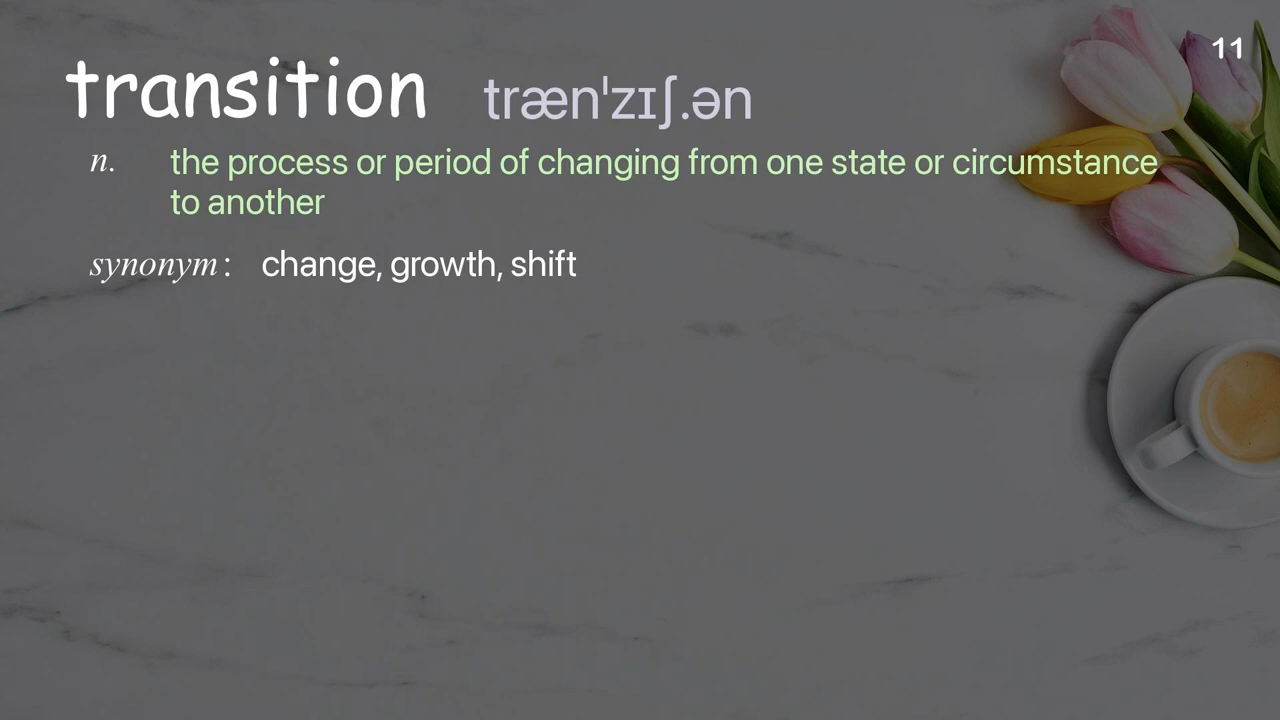 11
transition trænˈzɪʃ.ən
n. the process or period of changing from one state or circumstance
to another
synonym: change, growth, shift